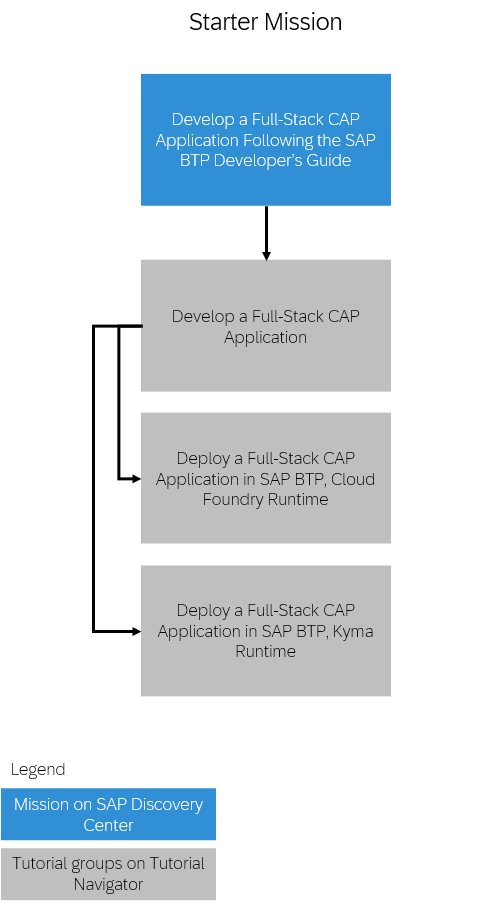 Starter Mission
Develop a Full-Stack CAP
Application Following the SAP
BTP Developer's Guide
Develop a Full-Stack CAP
Application
Deploy a Full-Stack CAP
Application in SAP BTP, Cloud
Foundry Runtime
Deploy a Full-Stack CAP
Application in SAP BTP, Kyma
Runtime
Legend
Mission on SAP Discovery
Center
Tutorial groups on Tutorial
Navigator